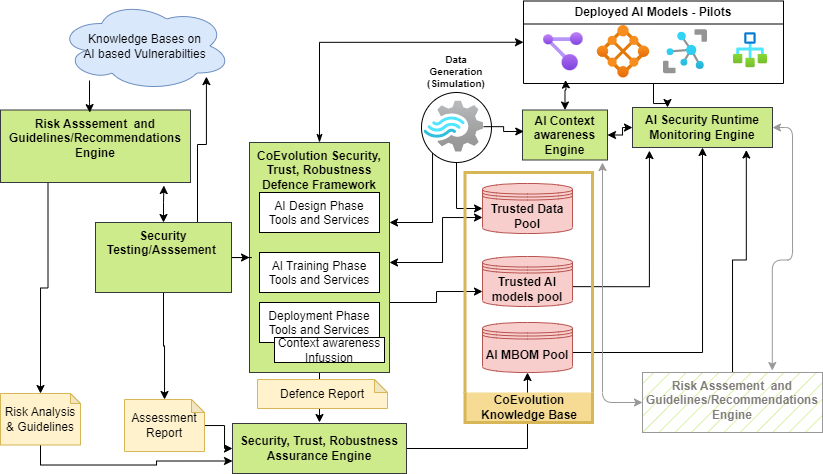 Deployed AI Models - Pilots
Knowledge Bases on
AI based Vulnerabilties
Data
Generation
(Simulation)
Risk Asssement and
Guidelines/Recommendations
Engine
AI Context
awareness
Engine
AI Security Runtime
Monitoring Engine
CoEvolution Security,
Trust, Robustness
Defence Framework
AI Design Phase
Tools and Services
AI Training Phase
Tools and Services
Deployment Phase
Tools and Services
Context awareness
Infussion
Security
Testing/Asssement
Trusted Data
Pool
Trusted AI
models pool
AI MBOM Pool
CoEvolution
Knowledge Base
Risk Asssement and
Guidelines/Recommendations
Engine
Defence Report
Risk Analysis
& Guidelines
Assessment
Report
Security, Trust, Robustness
Assurance Engine